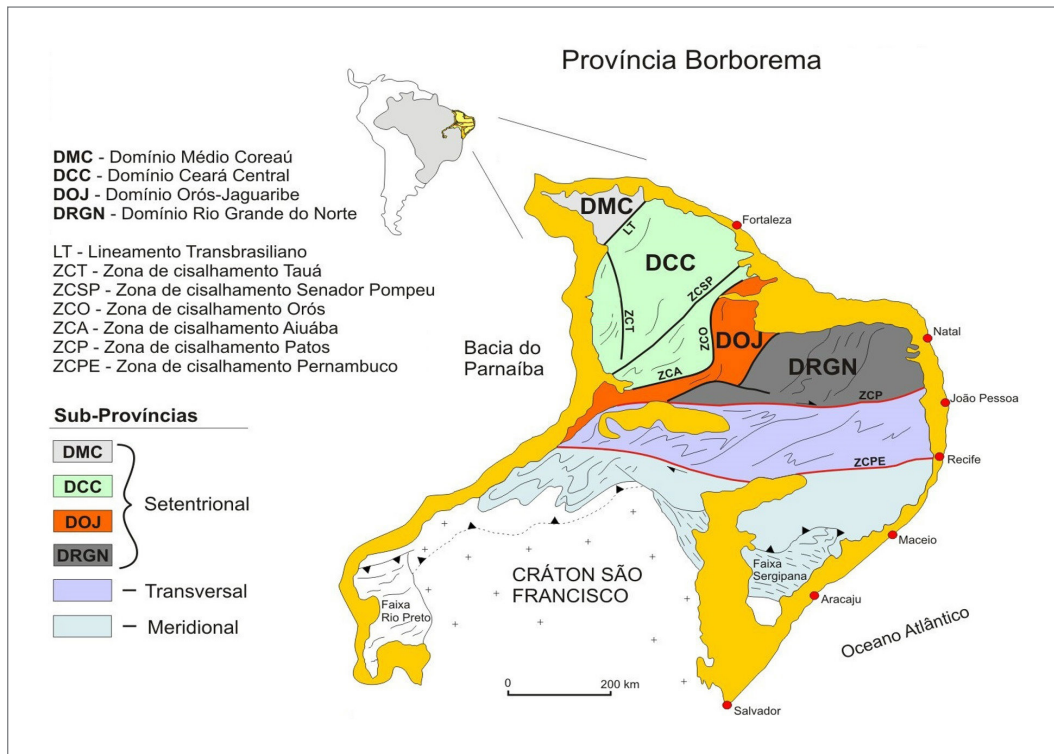 Província Borborema
DMC - Domínio Médio Coreaú
DCC - Domínio Ceará Central
DOJ - Domínio Orós-Jaguaribe
DRGN - Domínio Rio Grande do Norte
LT - Lineamento Transbrasiliano
ZCT - Zona de cisalhamento Tauá
ZCSP - Zona de cisalhamento Senador Pompeu
ZCO - Zona de cisalhamento Orós
ZCA - Zona de cisalhamento Aiuába
ZCP - Zona de cisalhamento Patos
ZCPE - Zona de cisalhamento Pernambuco
Sub-Províncias
DMC
DCC
DOJ
DRGN
Setentrional
Transversal
Meridional
DMC
LT
Fortaleza
DCC
ZCSP
ZCT
ZCO
DOJ
Natal
Bacia do
Parnaíba
DRGN
ZCA
ZCP
João Pessoa
ZCPE
Recife
Maceio
Faixa
Sergipana
CRÁTON SÃO
FRANCISCO
Faixa
Rio Preto
Aracaju
Oceano Atlântico
0
200 km
Salvador